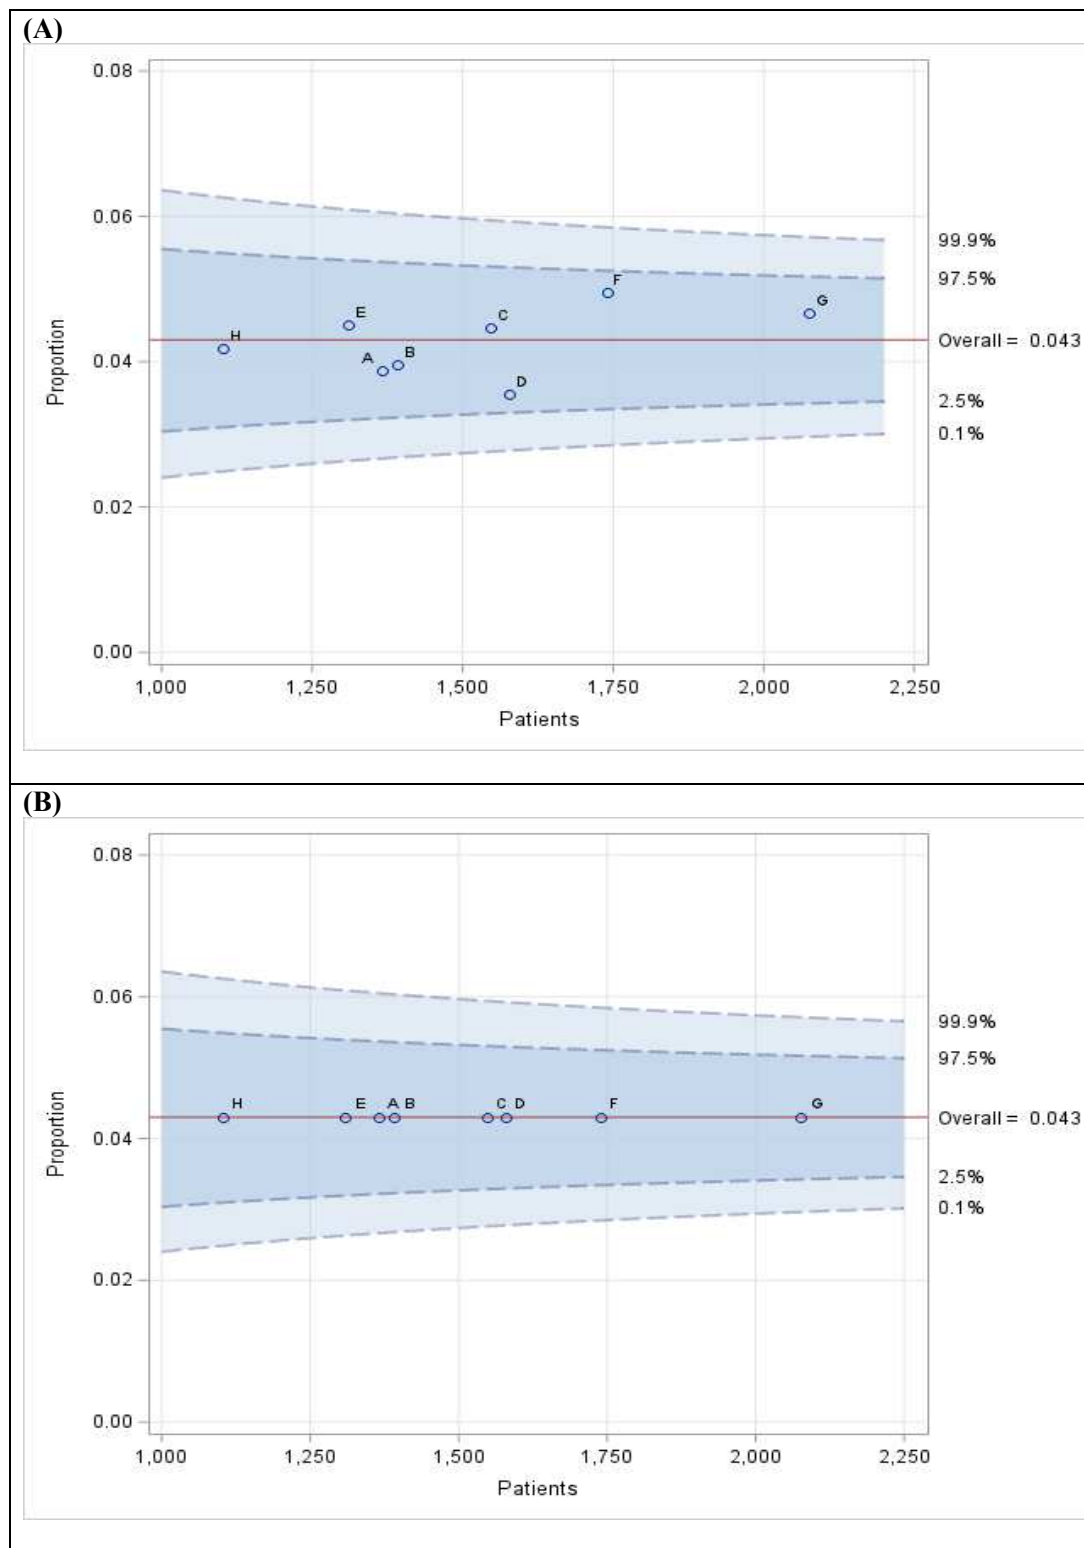 (A)
0.08
0.06
0.04
0.02
0.00
Proportion
99.9%
97.5%
Overall = 0.043
2.5%
0.1%
H
E
A
B
C
D
F
G
1,000 1,250 1,500 1,750 2,000 2,250
Patients
(B)
0.08
0.06
0.04
0.02
0.00
Proportion
99.9%
97.5%
Overall = 0.043
2.5%
0.1%
H E A B C D F G
1,000 1,250 1,500 1,750 2,000 2,250
Patients